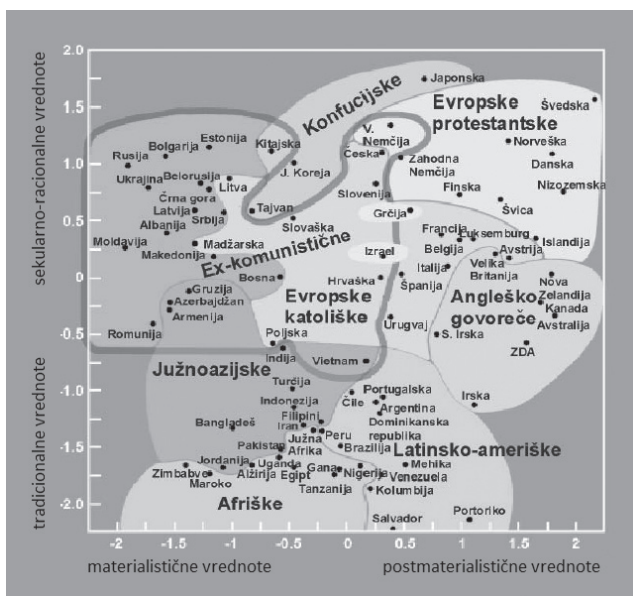 sekularno-racionalne vrednote
tradicionalne vrednote
2.0
1.5
1.0
0.5
0
-0.5
-1.0
-1.5
-2.0
Japonska
Konfucijske
Evropske
protestantske
Švedska
Estonija
Bolgarija
Kitajska
V.
Nemčija
Norveška
Rusija
J. Koreja
Češka
Zahodna
Nemčija
Danska
Ukrajina
Belorusija
Litva
Slovenija
Finska
Nizozemska
Črna gora
Latvija
Srbija
Tajvan
Grčija
Švica
Albanija
Slovaška
Francija
Luksemburg
Islandija
Moldavija
Madžarska
Makedonija
Ex-komunistične
Izrael
Belgija
Avstrija
Italija
Velika
Britanija
Bosna
Hrvaška
Španija
Nova
Zelandija
Gruzija
Azerbajdžan
Armenija
Evropske
katoliške
Angleško
govoreče
Kanada
Avstralija
Romunija
Urugvaj
S. Irska
ZDA
Poljska
Indija
Vietnam
Južnoazijske
Turčija
Indonezija
Čile
Portugalska
Argentina
Irska
Filipini
Iran
Dominikanska
republika
Bangladeš
Južna
Afrika
Peru
Brazilija
Latinsko-ameriške
Pakistan
Jordanija
Uganda
Gana
Mehika
Zimbabve
Maroko
Alžirija
Egipt
Nigerija
Venezuela
Tanzanija
Kolumbija
Afriške
Salvador
Portoriko
-2
-1.5
-1.0
-0.5
0
0.5
1.0
1.5
2
materialistične vrednote
postmaterialistične vrednote